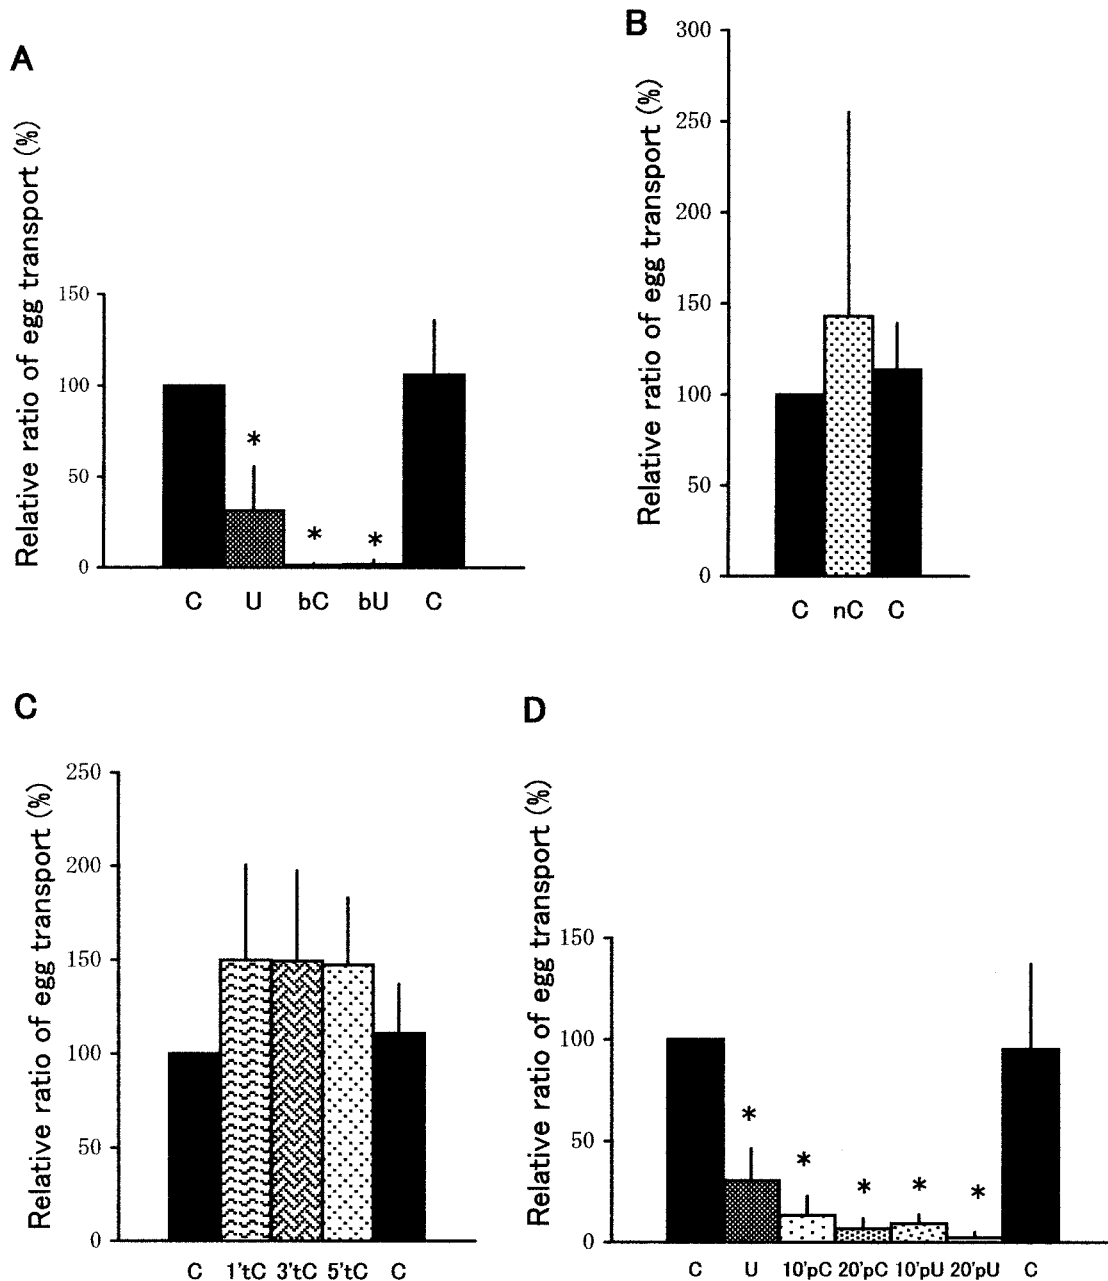 A
Relative ratio of egg transport (%)
150
100
50
0
*
*
*
C U bC bU C
B
Relative ratio of egg transport (%)
300
250
200
150
100
50
0
C nC C
C
Relative ratio of egg transport (%)
250
200
150
100
50
0
C 1'tC 3'tC 5'tC C
D
Relative ratio of egg transport (%)
150
100
50
0
*
*
*
*
*
C U 10'pC 20'pC 10'pU 20'pU C